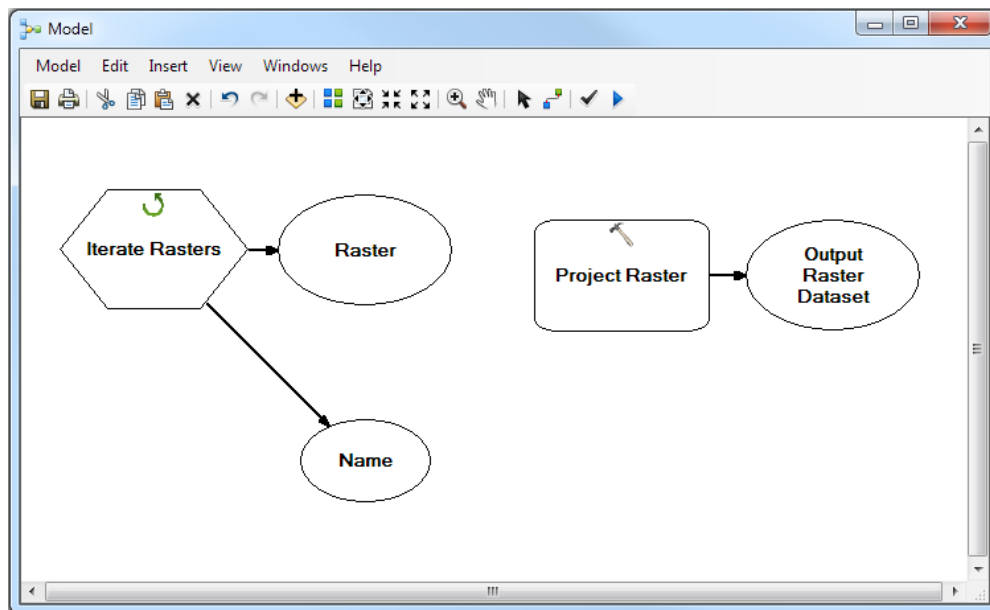 Model
Model Edit Insert View Windows Help
Iterate Rasters
Raster
Project Raster
Output
Raster
Dataset
Name